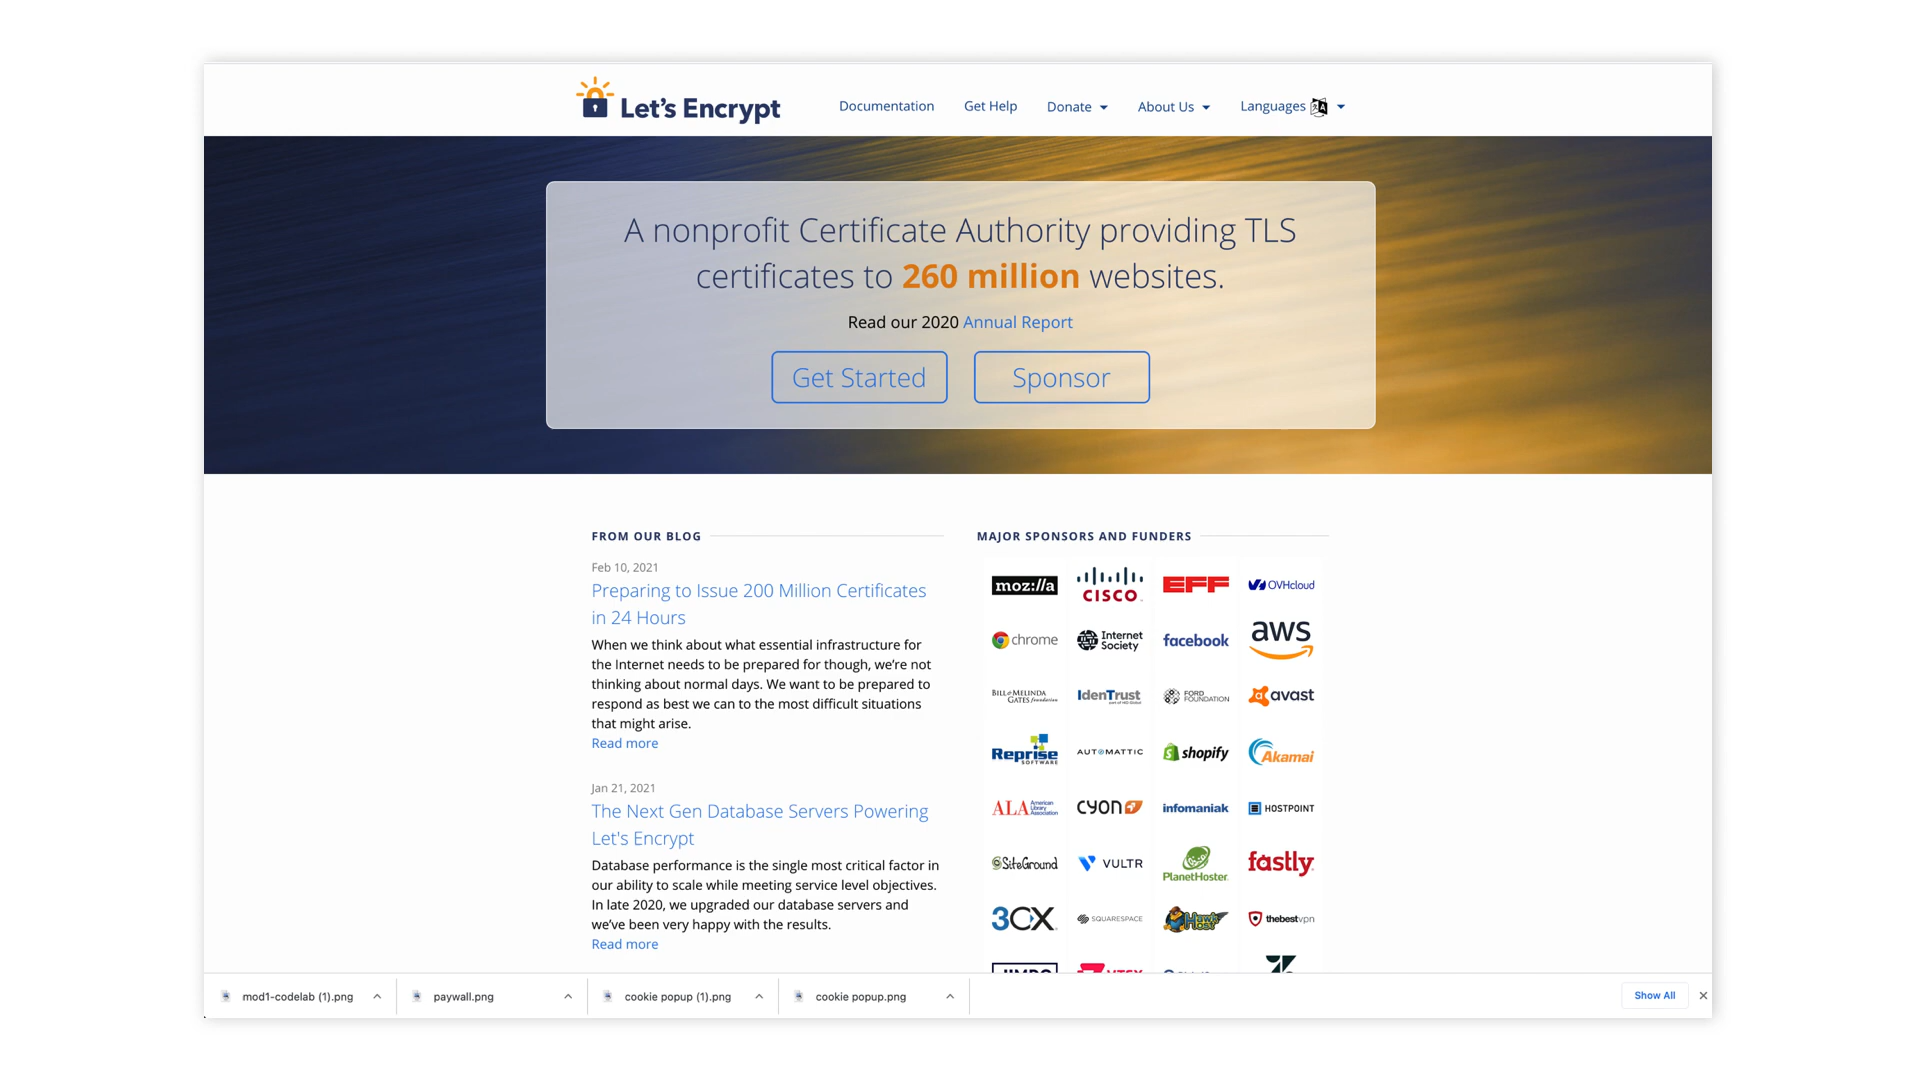 Let's Encrypt
Documentation
Get Help
Donate
About Us
Languages
A nonprofit Certificate Authority providing TLS
certificates to 260 million websites.
Read our 2020 Annual Report
Get Started
Sponsor
FROM OUR BLOG
Feb 10, 2021
Preparing to Issue 200 Million Certificates
in 24 Hours
When we think about what essential infrastructure for
the Internet needs to be prepared for though, we're not
thinking about normal days. We want to be prepared to
respond as best we can to the most difficult situations
that might arise.
Read more
Jan 21, 2021
The Next Gen Database Servers Powering
Let's Encrypt
Database performance is the single most critical factor in
our ability to scale while meeting service level objectives.
In late 2020, we upgraded our database servers and
we've been very happy with the results.
Read more
MAJOR SPONSORS AND FUNDERS
moz://a
CISCO
EFF
OVHcloud
chrome
Internet
Society
facebook
aws
BILL & MELINDA
GATES foundation
IdenTrust
part of HID Global
FORD
FOUNDATION
avast
Reprise
SOFTWARE
AUTOMATTIC
shopify
Akamai
ALA American
Library
Association
CYON
infomaniak
HOSTPOINT
SiteGround
VULTR
PlanetHoster
fastly
3CX
SQUARESPACE
Hawk
Host
thebestvpn
mod1-codelab (1).png
paywall.png
cookie popup (1).png
cookie popup.png
Show All